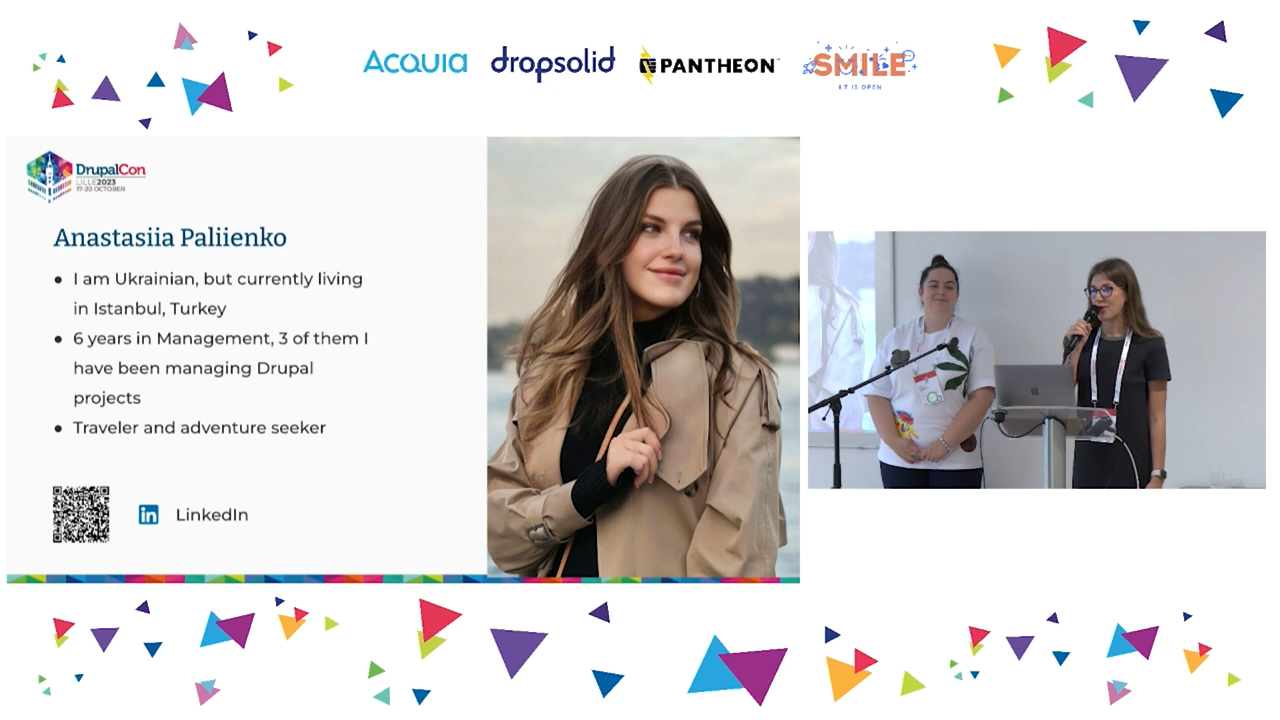 Acquia
dropsolid
PANTHEON
SMILE
I.T IS OPEN
DrupalCon
LILLE2023
17-20 OCTOBER
Anastasiia Paliienko
● I am Ukrainian, but currently living
in Istanbul, Turkey
● 6 years in Management, 3 of them I
have been managing Drupal
projects
● Traveler and adventure seeker
in LinkedIn